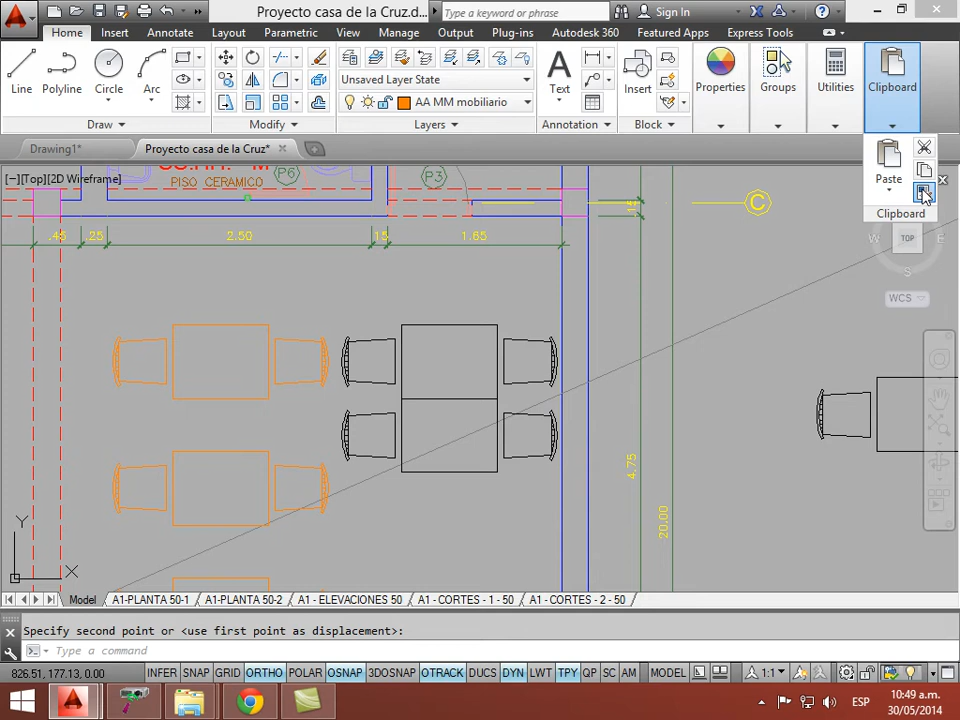 Proyecto casa de la Cruz.d...
Type a keyword or phrase
Sign In
Home
Insert
Annotate
Layout
Parametric
View
Manage
Output
Plug-ins
Autodesk 360
Featured Apps
Express Tools
Line
Polyline
Circle
Arc
Unsaved Layer State
AA MM mobiliario
Text
Insert
Properties
Groups
Utilities
Clipboard
Draw
Modify
Layers
Annotation
Block
Drawing1*
Proyecto casa de la Cruz*
Paste
Clipboard
[−][Top][2D Wireframe]
PISO CERAMICO
P6
P3
C
.15
W
TOP
E
S
WCS
.45
.25
2.50
15
1.65
4.75
20.00
Y
X
Model
A1-PLANTA 50-1
A1-PLANTA 50-2
A1 - ELEVACIONES 50
A1 - CORTES - 1 - 50
A1 - CORTES - 2 - 50
Specify second point or <use first point as displacement>:
Type a command
826.51, 177.13, 0.00
INFER
SNAP
GRID
ORTHO
POLAR
OSNAP
3DOSNAP
OTRACK
DUCS
DYN
LWT
TPY
QP
SC
AM
MODEL
1:1
ESP
10:49 a.m.
30/05/2014